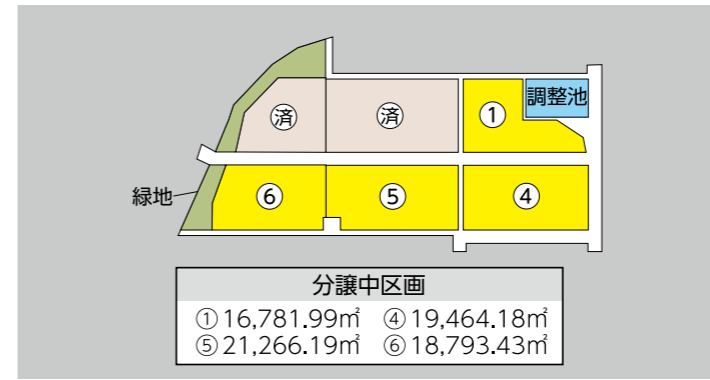 調整池
済
済
①
緑地
⑥
⑤
④
分譲中区画
①16,781.99㎡ ④19,464.18㎡
⑤21,266.19㎡ ⑥18,793.43㎡